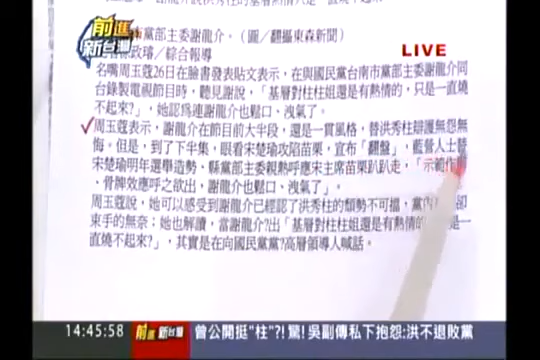 前進
新台灣
LIVE
市黨部主委謝龍介。(圖／翻攝東森新聞)
政瑢／綜合報導
名嘴周玉蔻26日在臉書發表貼文表示，在與國民黨台南市黨部主委謝龍介同
台錄製電視節目時，聽見謝說，「基層對柱柱姐還是有熱情的，只是一直燒
不起來?」，她認為連謝龍介也鬆口、洩氣了。
周玉蔻表示，謝龍介在節目前大半段，還是一貫風格，替洪秀柱辯護無怨無
悔。但是，到了下半集，眼看宋楚瑜攻陷苗栗，宣布「翻盤」，藍營人士替
宋楚瑜明年選舉造勢、縣黨部主委親熱呼應宋主席苗栗趴趴走，「示範作
、骨牌效應呼之欲出，謝龍介也鬆口、洩氣了」。
周玉蔻說，她可以感受到謝龍介已經認了洪秀柱的頹勢不可擋，黨內 卻
束手的無奈；她也解讀，當謝龍介?出「基層對柱柱姐還是有熱情的，只是一
直燒不起來?」，其實是在向國民黨黨?高層領導人喊話。
14:45:58 前進新台灣 曾公開挺"柱"?!驚!吳副傳私下抱怨:洪不退敗黨